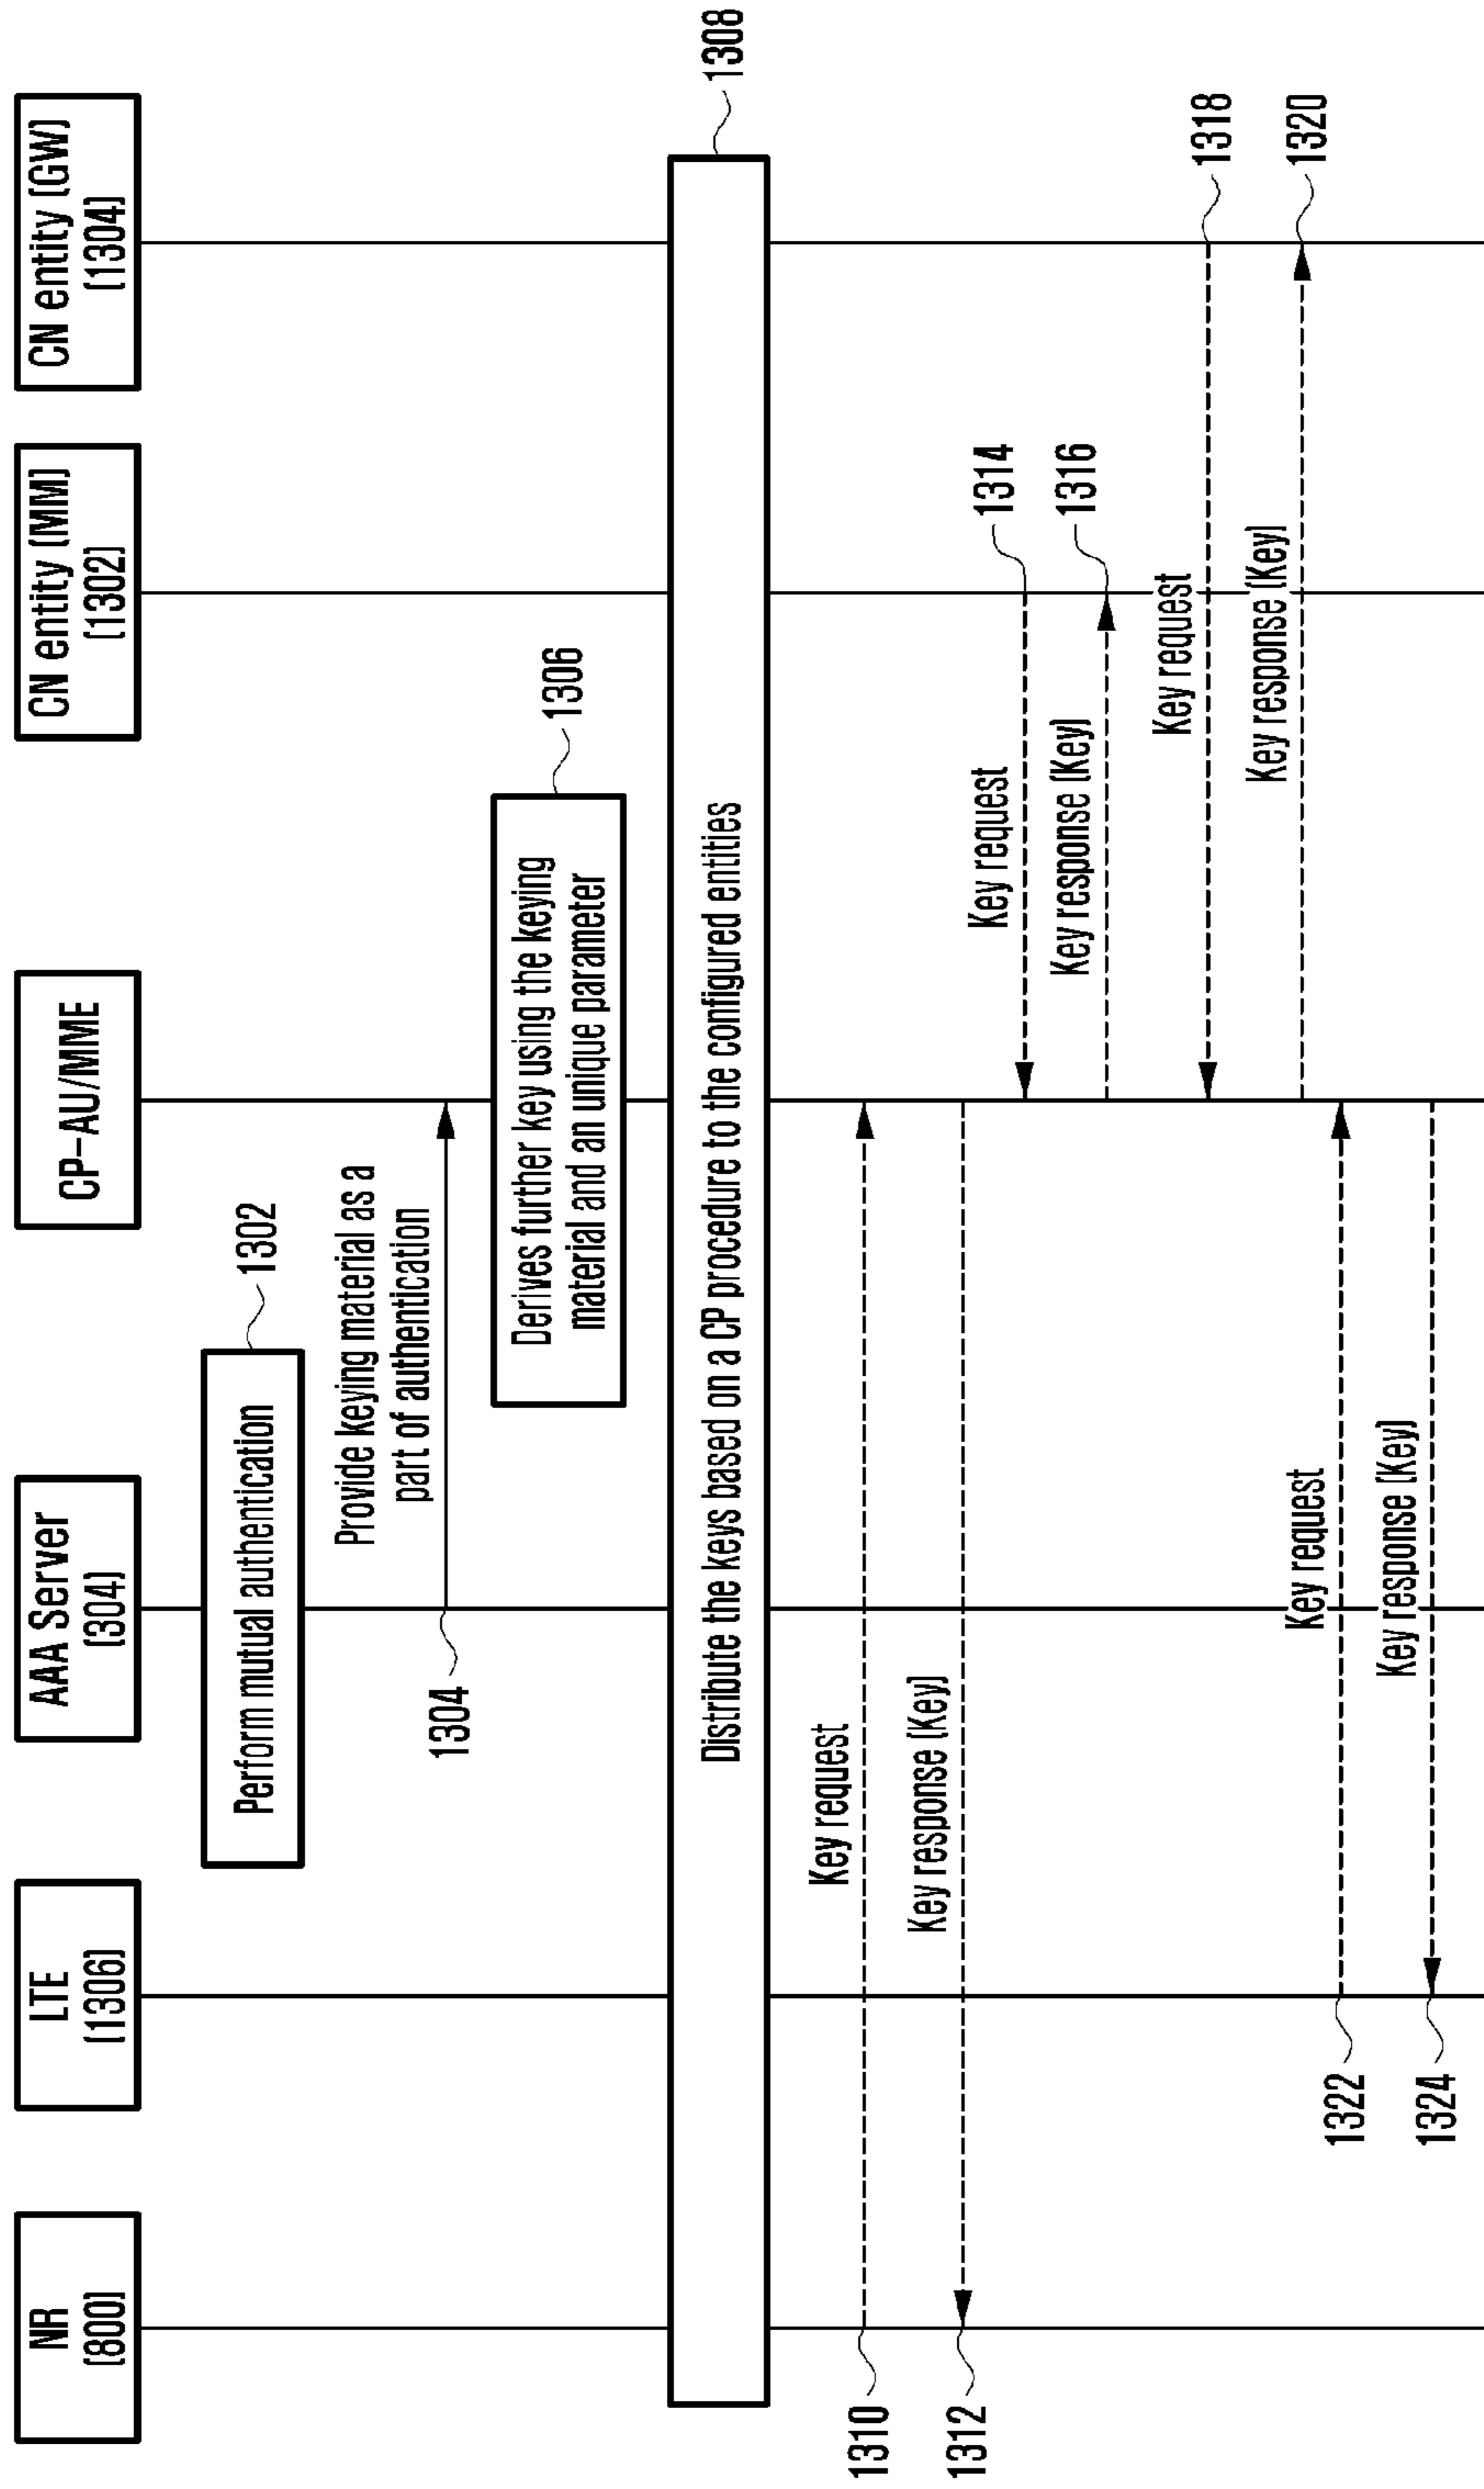 NR
(800)
LTE
(1306)
AAA Server
(304)
CP-AU/MME
CN entity (MM)
(1302)
CN entity (GW)
(1304)
Perform mutual authentication
1302
Provide keying material as a
part of authentication
1304
Derives further key using the keying
material and an unique parameter
1306
Distribute the keys based on a CP procedure to the configured entities
1308
1310
Key request
1312
Key response (Key)
Key request
1314
Key response (Key)
1316
Key request
1318
Key response (Key)
1320
1322
Key request
1324
Key response (Key)